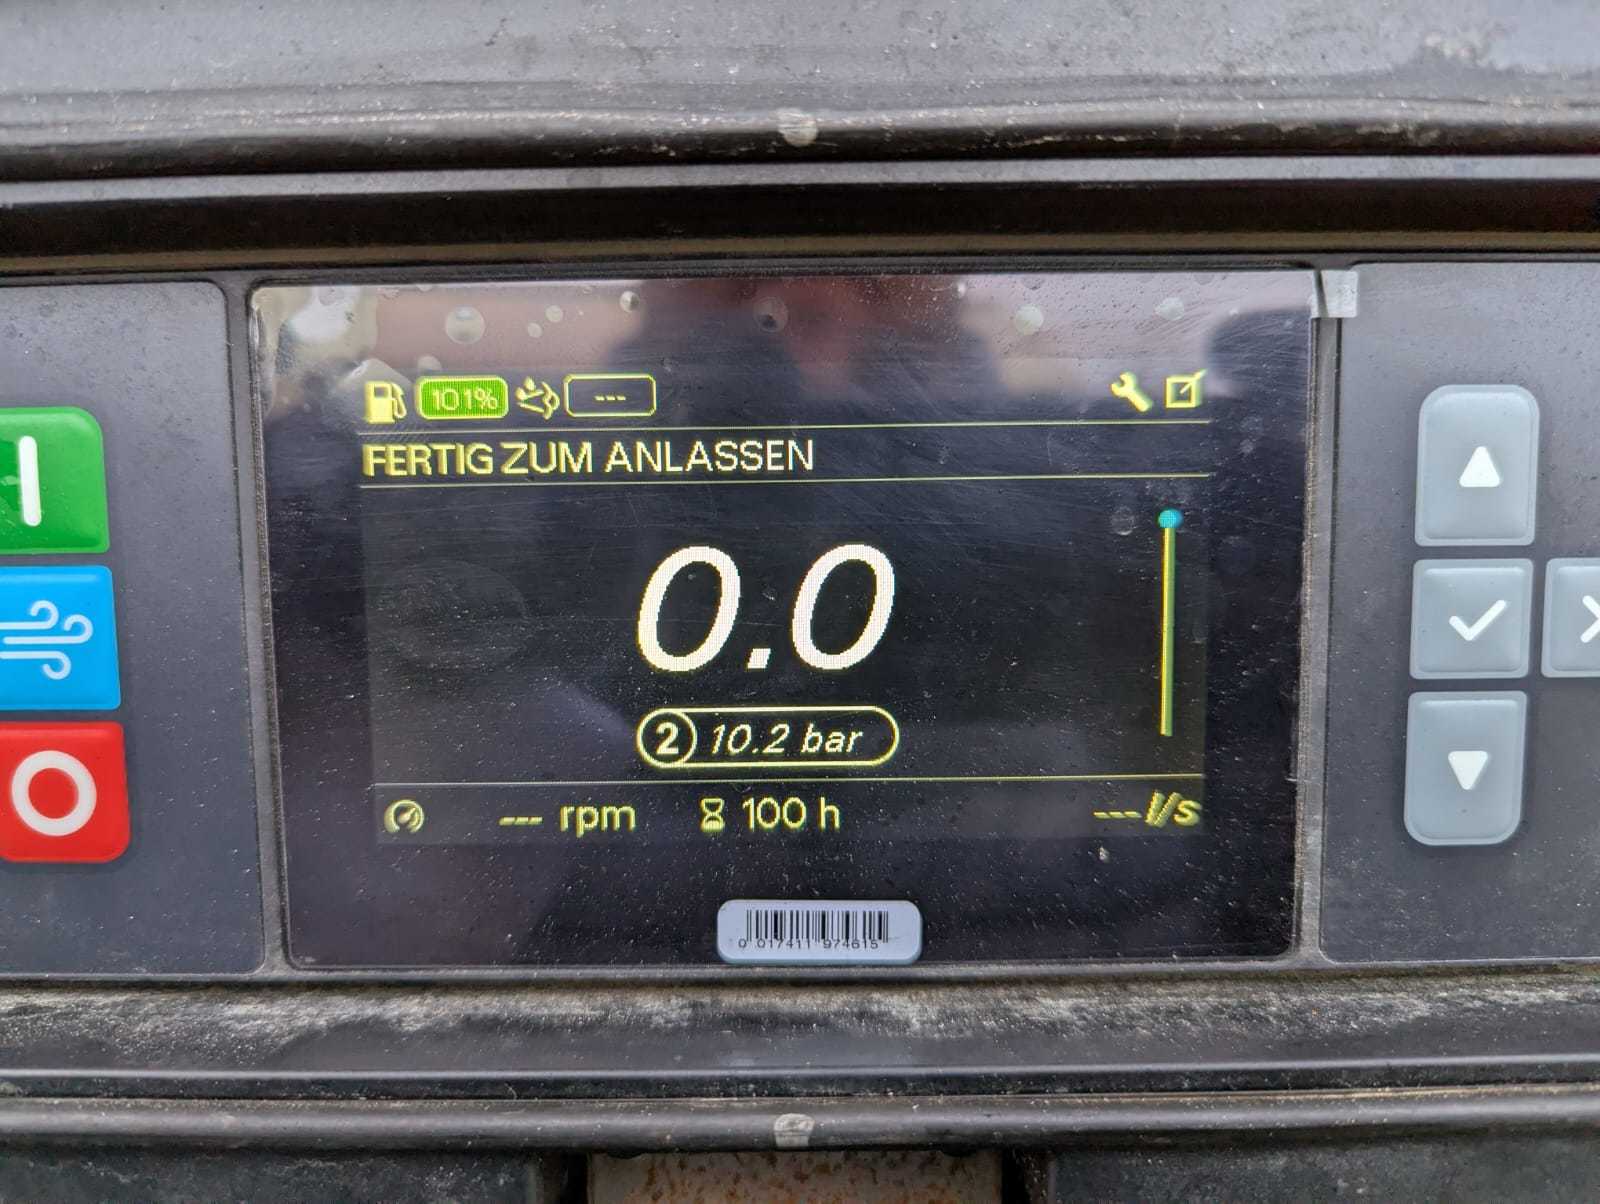 101% ---
FERTIG ZUM ANLASSEN
0.0
2 10.2 bar
--- rpm 100 h --- l/s
0 017411 974615